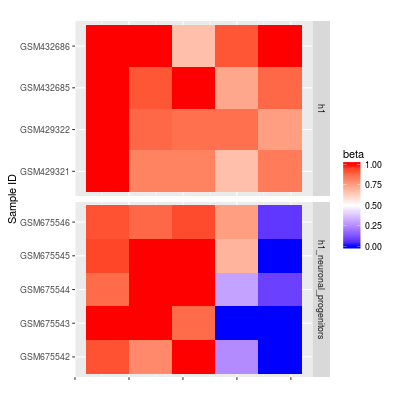 GSM432686
GSM432685
GSM429322
GSM429321
h1
GSM675546
GSM675545
GSM675544
GSM675543
GSM675542
h1_neuronal_progenitors
Sample ID
beta
1.00
0.75
0.50
0.25
0.00